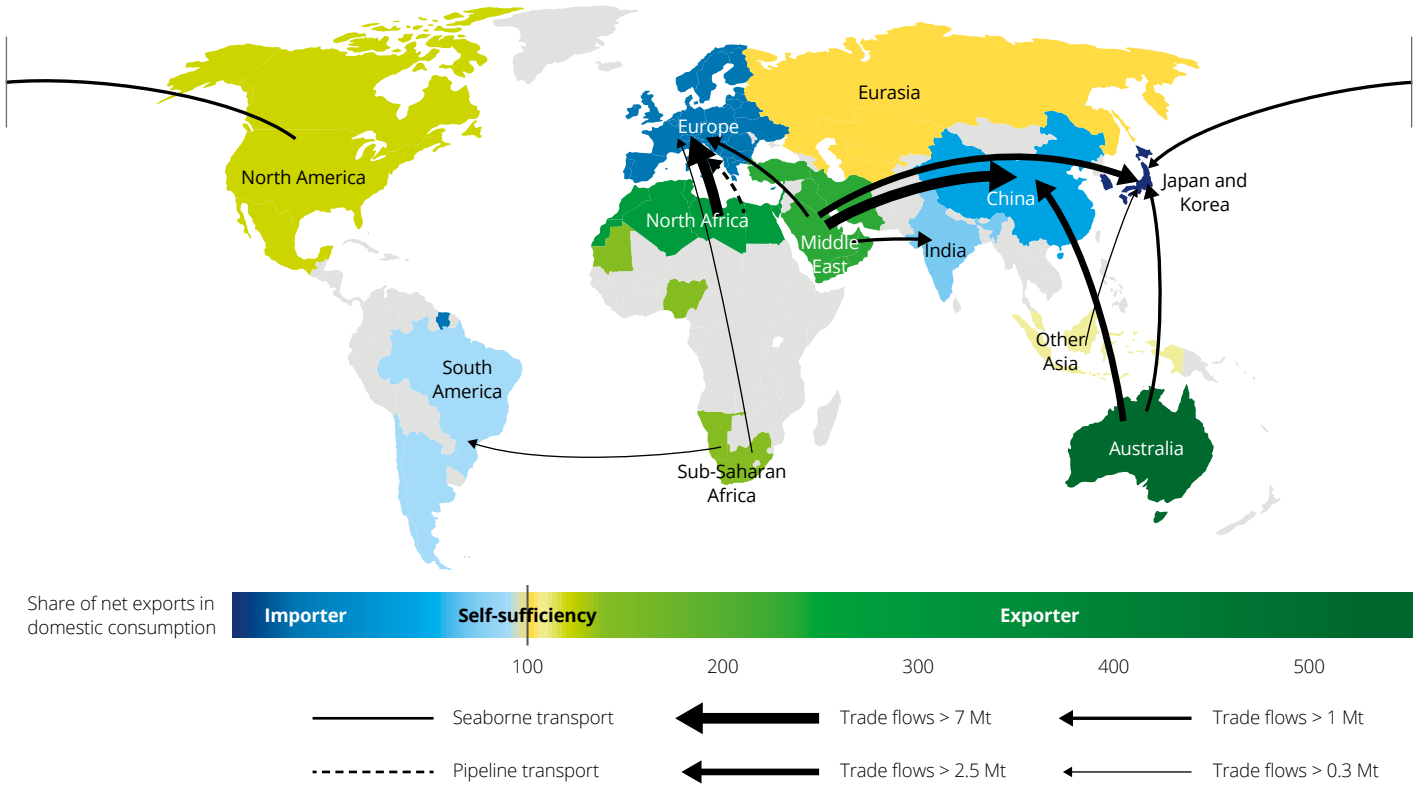 Eurasia
Europe
North America
Japan and
Korea
China
North Africa
Middle
East
India
Other
Asia
South
America
Australia
Sub-Saharan
Africa
Share of net exports in
domestic consumption
Importer
Self-sufficiency
Exporter
100
200
300
400
500
Seaborne transport
Trade flows > 7 Mt
Trade flows > 1 Mt
Pipeline transport
Trade flows > 2.5 Mt
Trade flows > 0.3 Mt